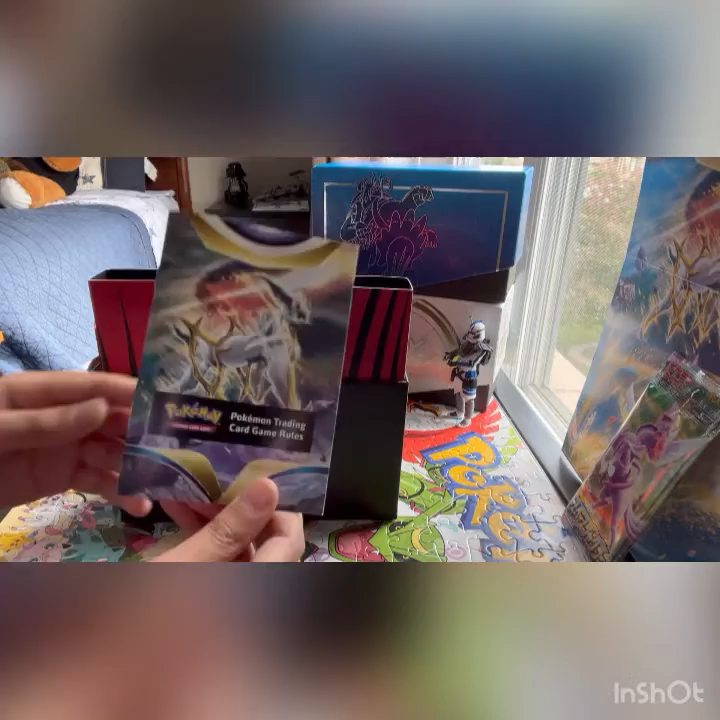 POKÉMON
Pokémon Trading
Card Game Rules
POKÉ
InShOt